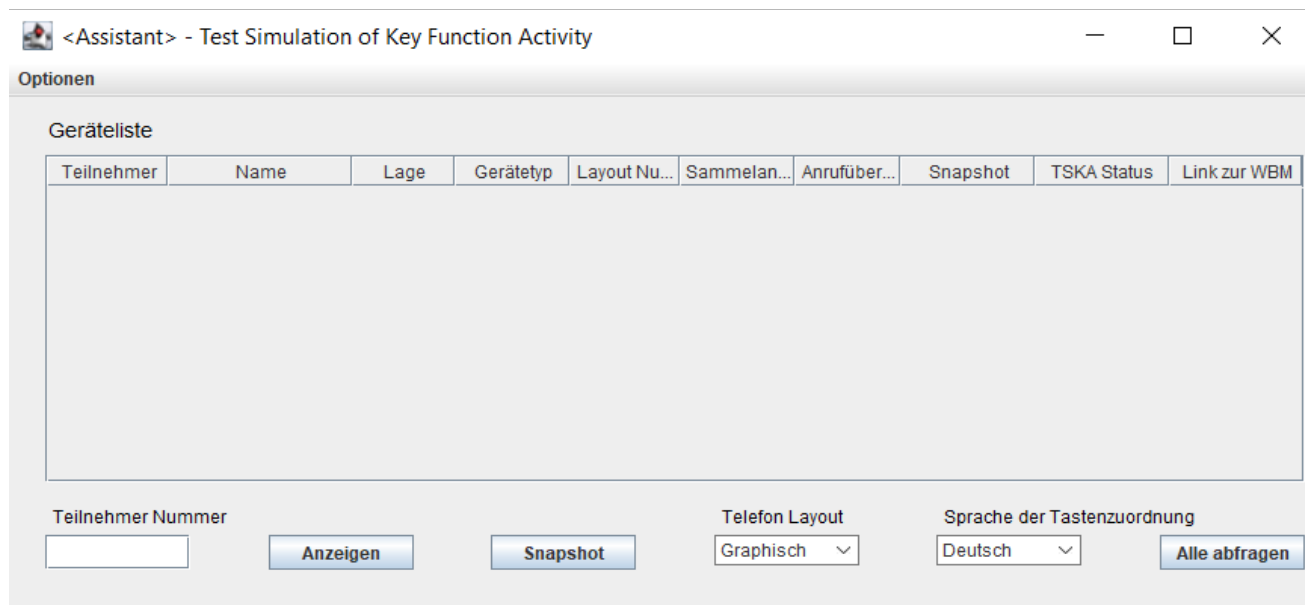 <Assistant> - Test Simulation of Key Function Activity
Optionen
Geräteliste
Teilnehmer Name Lage Gerätetyp Layout Nu... Sammelan... Anrufüber... Snapshot TSKA Status Link zur WBM
Teilnehmer Nummer Telefon Layout Sprache der Tastenzuordnung
Anzeigen Snapshot Graphisch Deutsch Alle abfragen